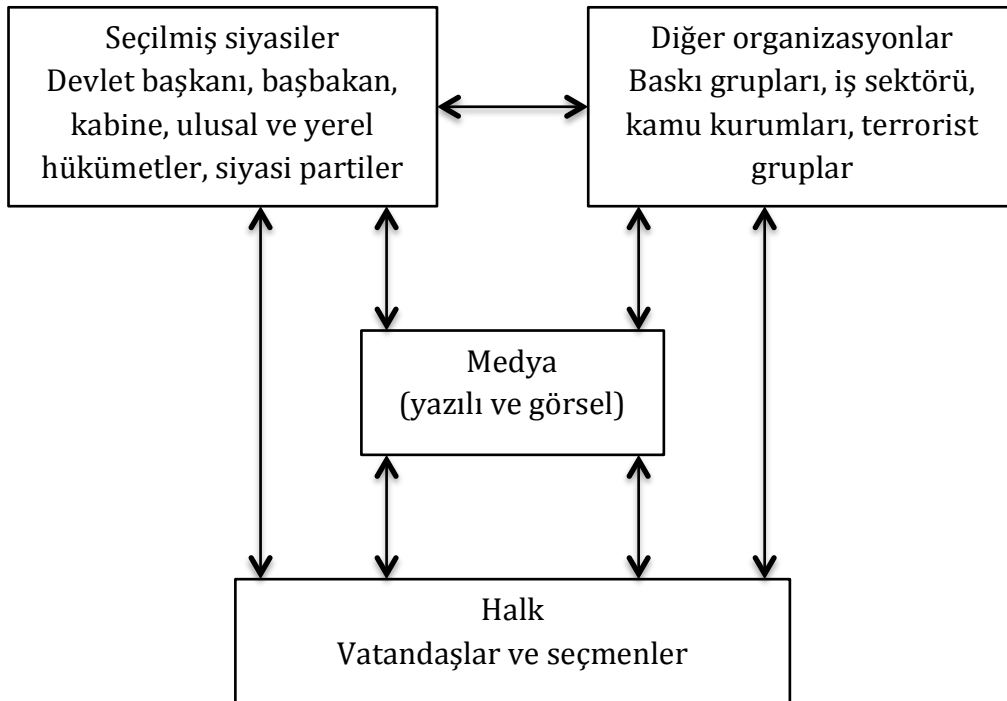 Seçilmiş siyasiler
Devlet başkanı, başbakan,
kabine, ulusal ve yerel
hükümetler, siyasi partiler
Diğer organizasyonlar
Baskı grupları, iş sektörü,
kamu kurumları, terrorist
gruplar
Medya
(yazılı ve görsel)
Halk
Vatandaşlar ve seçmenler